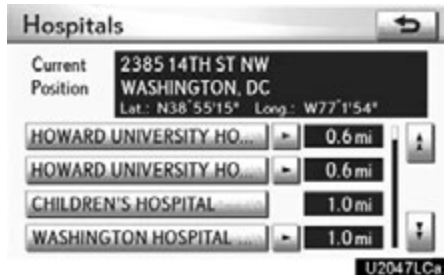 Hospitals
Current Position
2385 14TH ST NW
WASHINGTON, DC
Lat.: N38°55'15" Long.: W77°1'54"
HOWARD UNIVERSITY HO... 0.6 mi
HOWARD UNIVERSITY HO... 0.6 mi
CHILDREN'S HOSPITAL 1.0 mi
WASHINGTON HOSPITAL ... 1.0 mi
U2047LCa